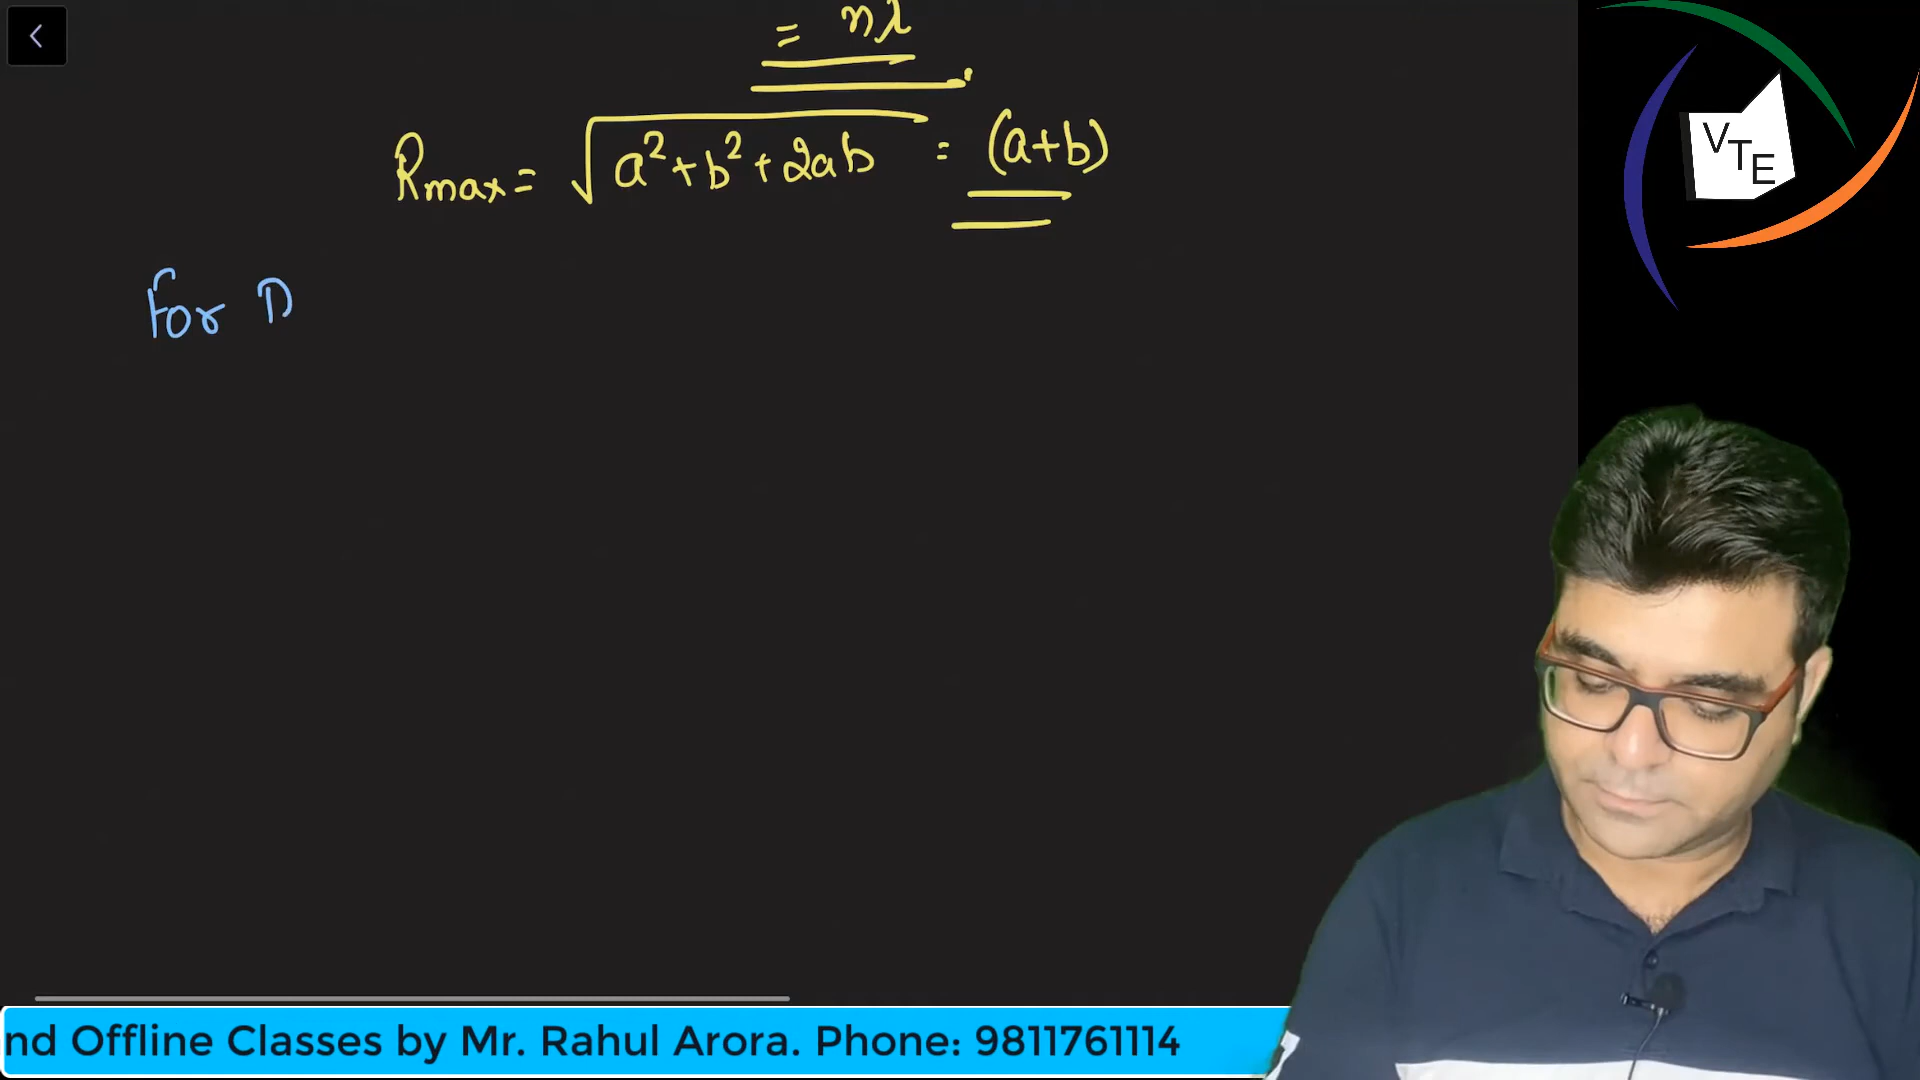 = nλ
Rmax = √a²+b²+2ab = (a+b)
For D
VTE
nd Offline Classes by Mr. Rahul Arora. Phone: 9811761114